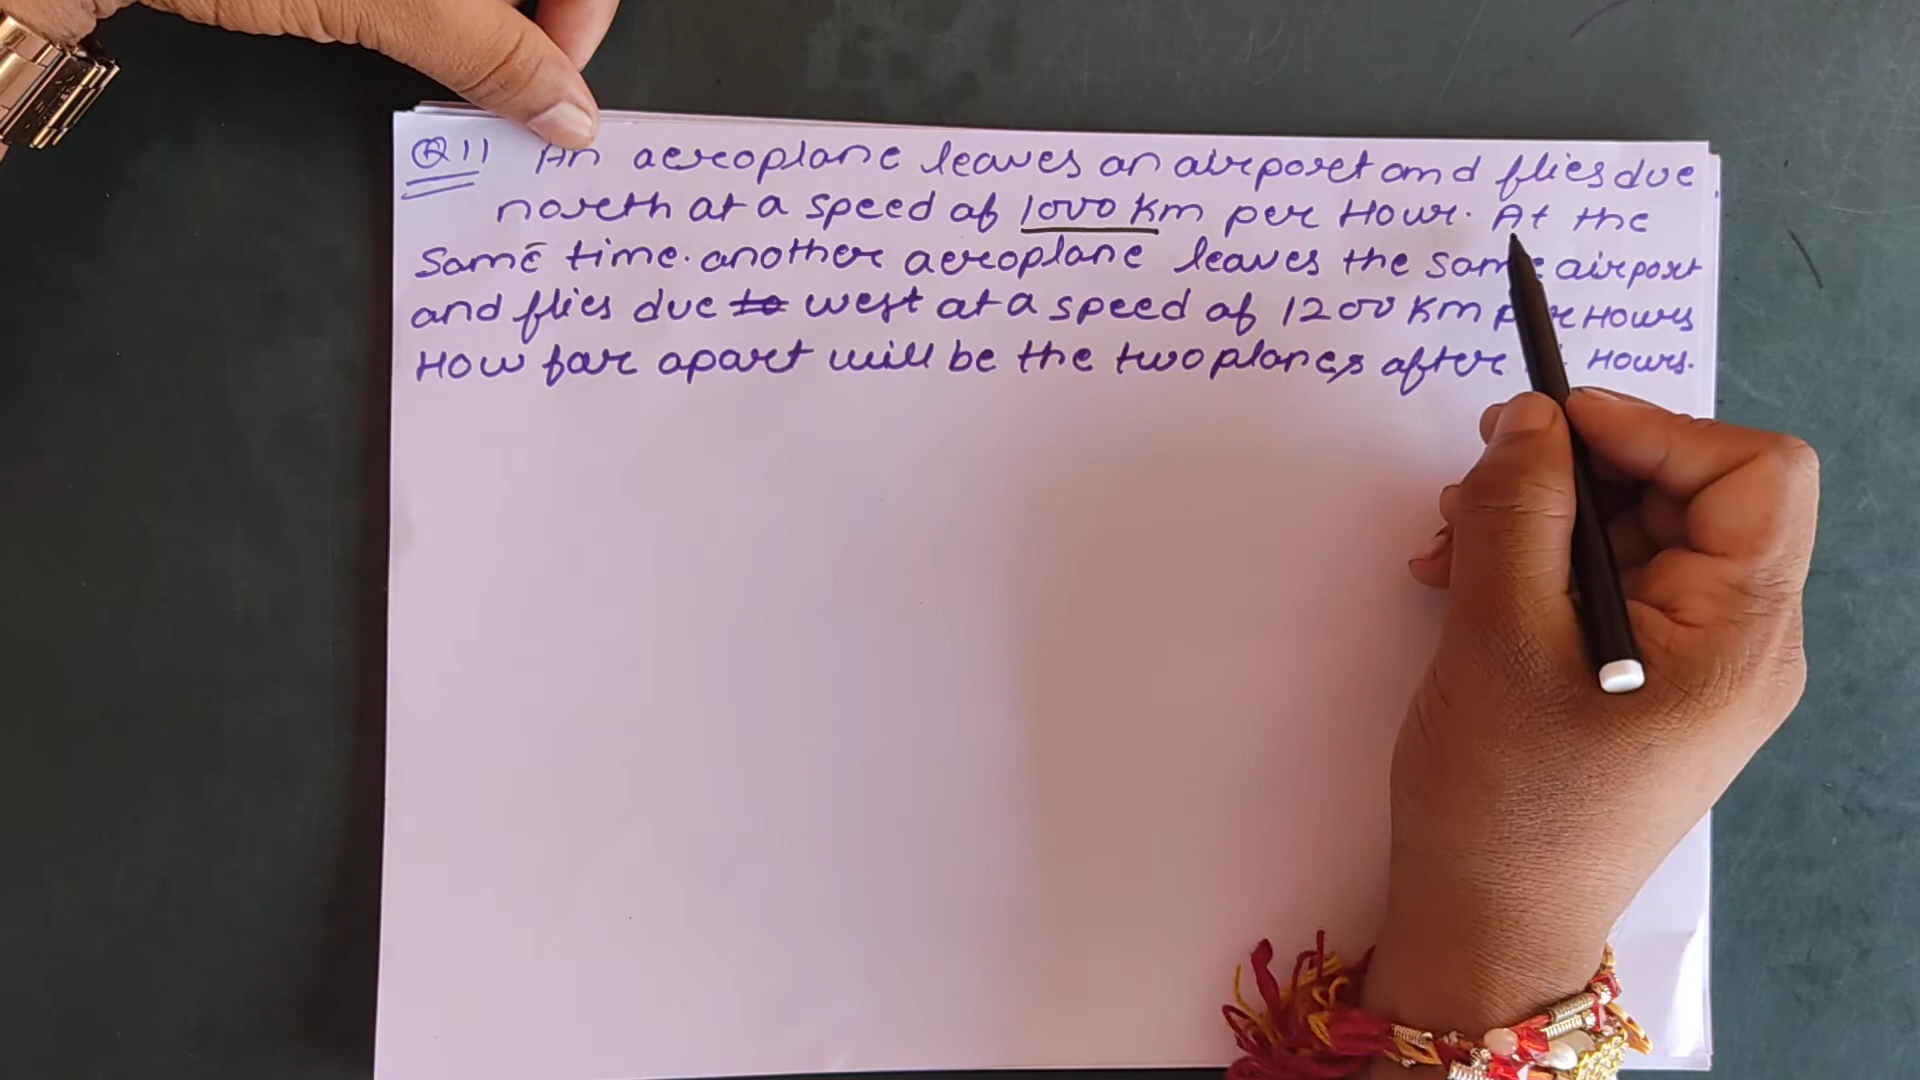 Q 11 An aeroplane leaves an airport and flies due
north at a speed of 1000 Km per Hour. At the
Same time. another aeroplane leaves the same airport
and flies due to west at a speed of 1200 Km per Hours
How far apart will be the two planes after Hours.